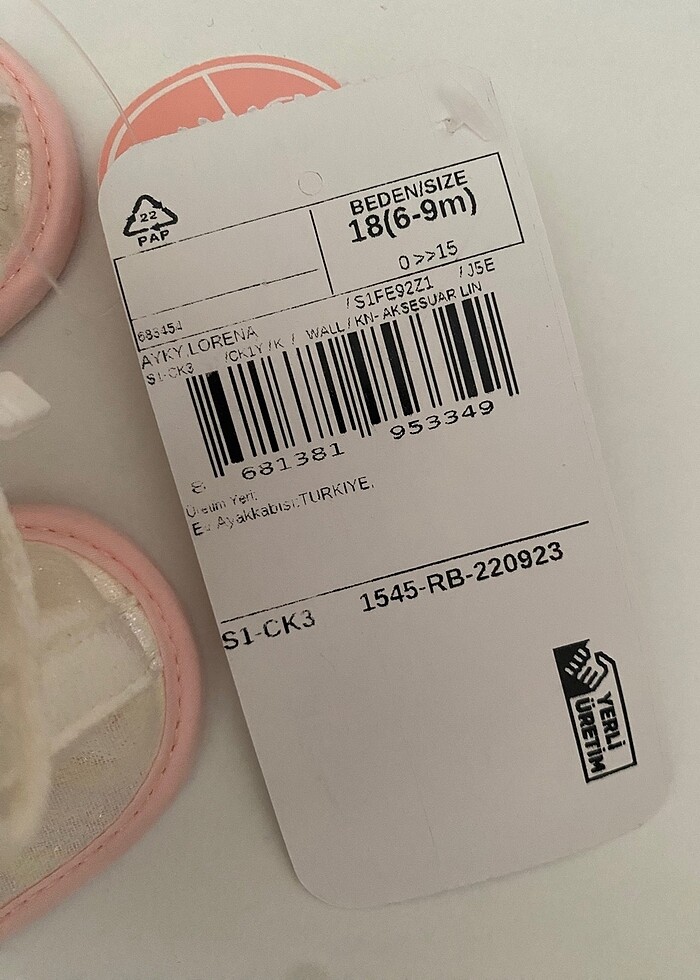 22
PAP
BEDEN/SIZE
18(6-9m)
0 >>15
683454
/ S1FE92Z1 / J5E
AYKY,LORENA
S1-CK3 /CK1Y /K / WALL / KN- AKSESUAR LIN
8 681381 953349
Üretim Yeri:
Ev Ayakkabısı:TURKIYE,
S1-CK3 1545-RB-220923
YERLİ
ÜRETİM